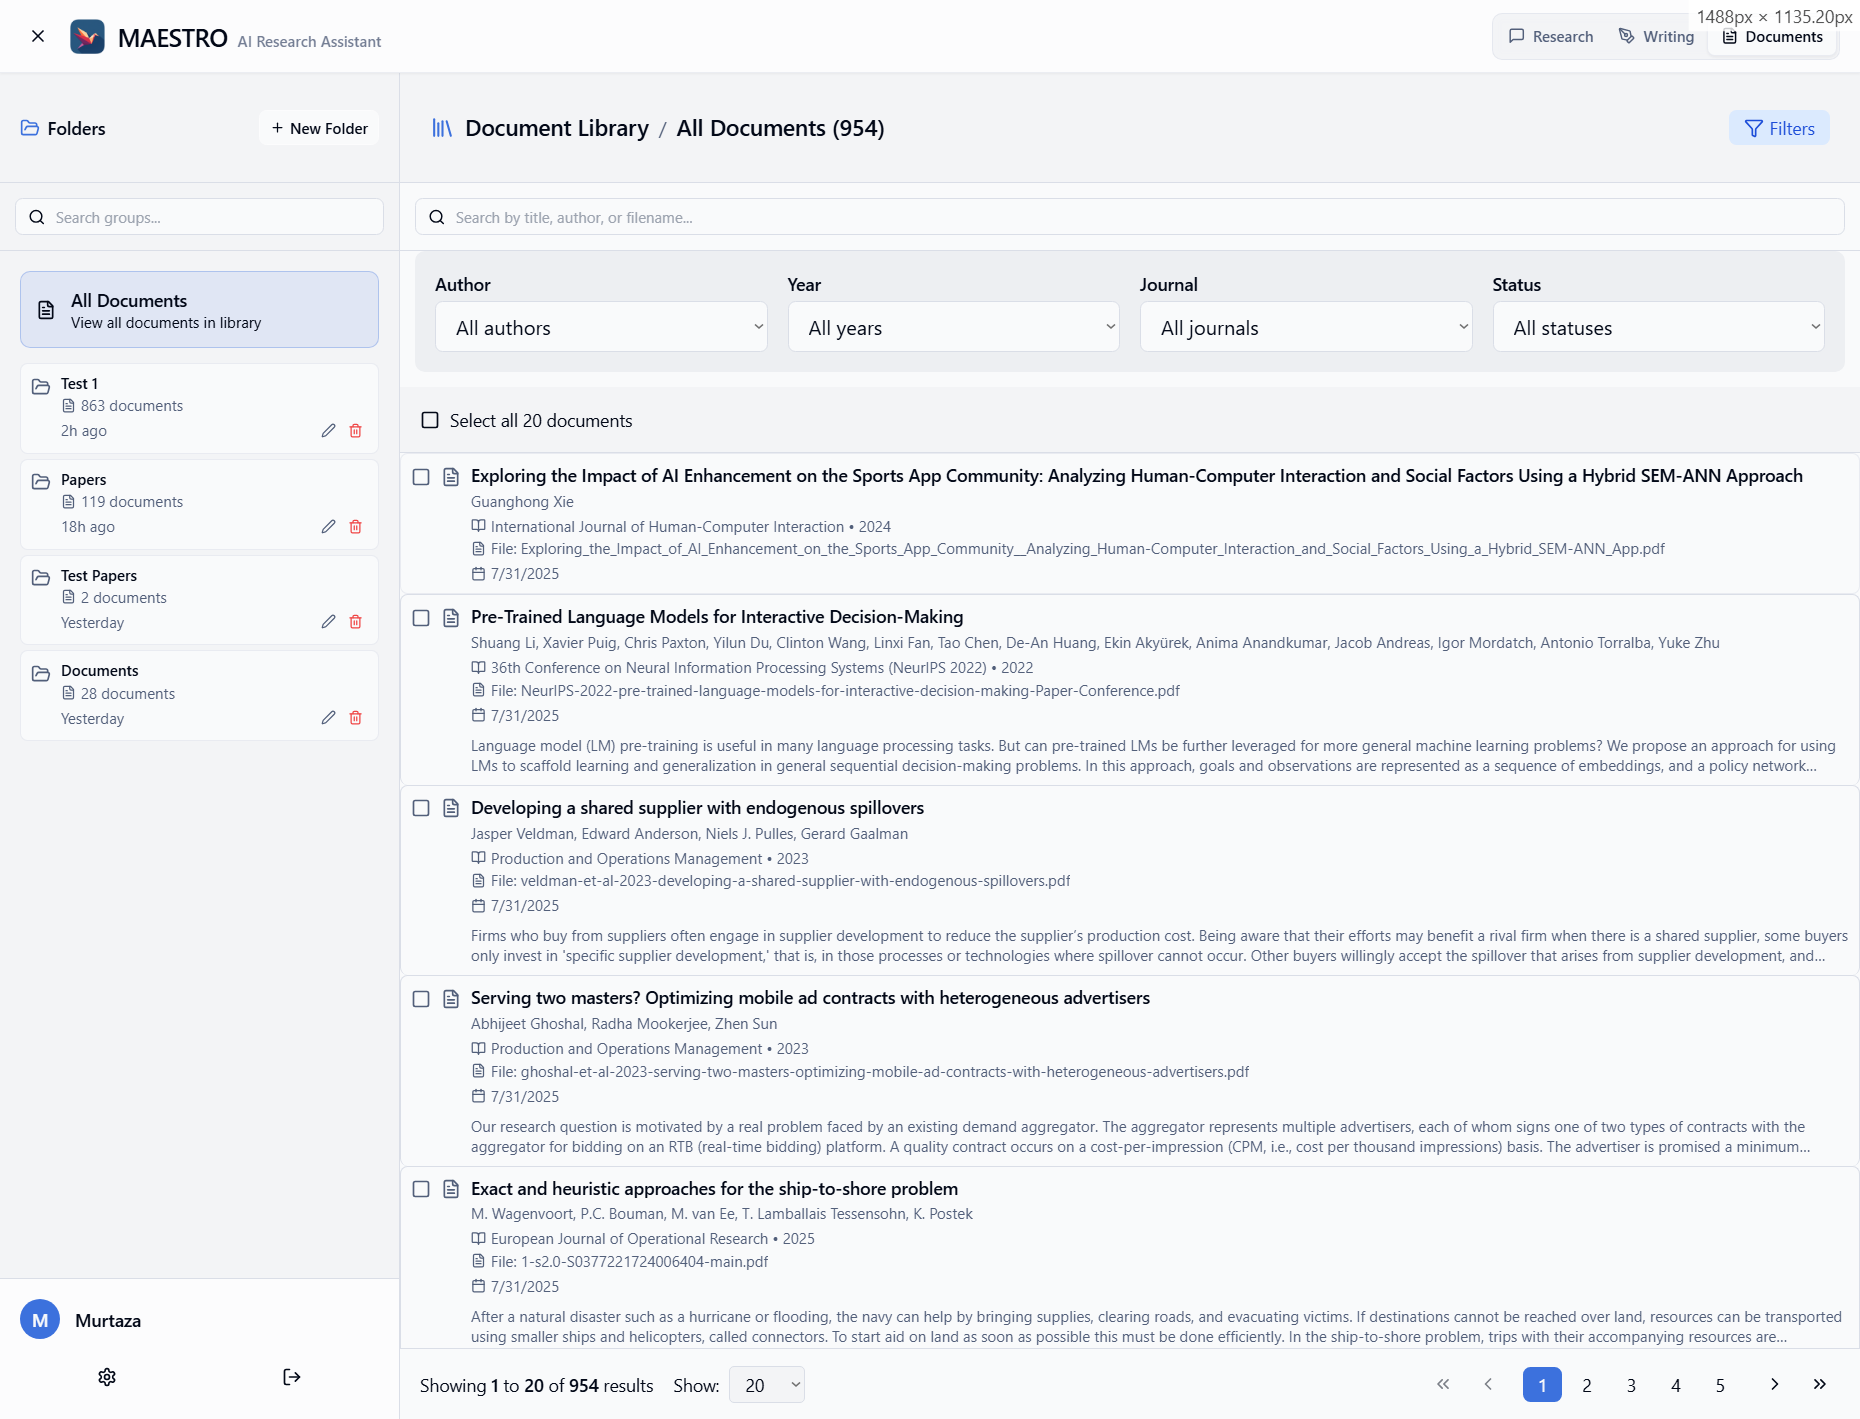 MAESTRO AI Research Assistant
1488px × 1135.20px
Research
Writing
Documents
Folders
+ New Folder
Document Library / All Documents (954)
Filters
Search groups...
Search by title, author, or filename...
All Documents
View all documents in library
Test 1
863 documents
2h ago
Papers
119 documents
18h ago
Test Papers
2 documents
Yesterday
Documents
28 documents
Yesterday
Author
Year
Journal
Status
All authors
All years
All journals
All statuses
Select all 20 documents
Exploring the Impact of AI Enhancement on the Sports App Community: Analyzing Human-Computer Interaction and Social Factors Using a Hybrid SEM-ANN Approach
Guanghong Xie
International Journal of Human-Computer Interaction • 2024
File: Exploring_the_Impact_of_AI_Enhancement_on_the_Sports_App_Community__Analyzing_Human-Computer_Interaction_and_Social_Factors_Using_a_Hybrid_SEM-ANN_App.pdf
7/31/2025
Pre-Trained Language Models for Interactive Decision-Making
Shuang Li, Xavier Puig, Chris Paxton, Yilun Du, Clinton Wang, Linxi Fan, Tao Chen, De-An Huang, Ekin Akyürek, Anima Anandkumar, Jacob Andreas, Igor Mordatch, Antonio Torralba, Yuke Zhu
36th Conference on Neural Information Processing Systems (NeurIPS 2022) • 2022
File: NeurIPS-2022-pre-trained-language-models-for-interactive-decision-making-Paper-Conference.pdf
7/31/2025
Language model (LM) pre-training is useful in many language processing tasks. But can pre-trained LMs be further leveraged for more general machine learning problems? We propose an approach for using
LMs to scaffold learning and generalization in general sequential decision-making problems. In this approach, goals and observations are represented as a sequence of embeddings, and a policy network...
Developing a shared supplier with endogenous spillovers
Jasper Veldman, Edward Anderson, Niels J. Pulles, Gerard Gaalman
Production and Operations Management • 2023
File: veldman-et-al-2023-developing-a-shared-supplier-with-endogenous-spillovers.pdf
7/31/2025
Firms who buy from suppliers often engage in supplier development to reduce the supplier’s production cost. Being aware that their efforts may benefit a rival firm when there is a shared supplier, some buyers
only invest in 'specific supplier development,' that is, in those processes or technologies where spillover cannot occur. Other buyers willingly accept the spillover that arises from supplier development, and...
Serving two masters? Optimizing mobile ad contracts with heterogeneous advertisers
Abhijeet Ghoshal, Radha Mookerjee, Zhen Sun
Production and Operations Management • 2023
File: ghoshal-et-al-2023-serving-two-masters-optimizing-mobile-ad-contracts-with-heterogeneous-advertisers.pdf
7/31/2025
Our research question is motivated by a real problem faced by an existing demand aggregator. The aggregator represents multiple advertisers, each of whom signs one of two types of contracts with the
aggregator for bidding on an RTB (real-time bidding) platform. A quality contract occurs on a cost-per-impression (CPM, i.e., cost per thousand impressions) basis. The advertiser is promised a minimum...
Exact and heuristic approaches for the ship-to-shore problem
M. Wagenvoort, P.C. Bouman, M. van Ee, T. Lamballais Tessensohn, K. Postek
European Journal of Operational Research • 2025
File: 1-s2.0-S0377221724006404-main.pdf
7/31/2025
After a natural disaster such as a hurricane or flooding, the navy can help by bringing supplies, clearing roads, and evacuating victims. If destinations cannot be reached over land, resources can be transported
using smaller ships and helicopters, called connectors. To start aid on land as soon as possible this must be done efficiently. In the ship-to-shore problem, trips with their accompanying resources are...
M Murtaza
Showing 1 to 20 of 954 results
Show: 20
« ‹ 1 2 3 4 5 › »